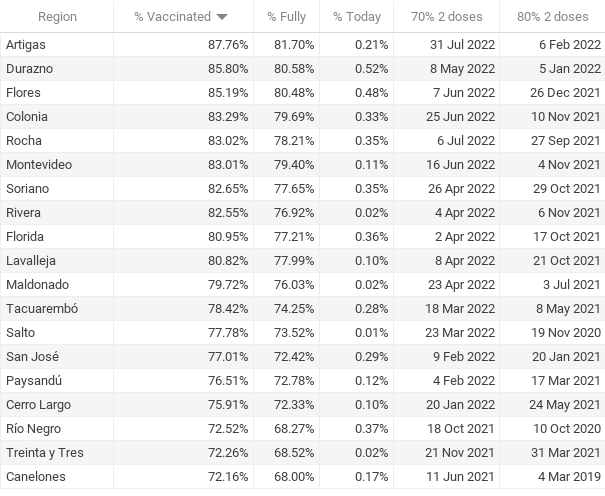 Region % Vaccinated % Fully % Today 70% 2 doses 80% 2 doses
Artigas 87.76% 81.70% 0.21% 31 Jul 2022 6 Feb 2022
Durazno 85.80% 80.58% 0.52% 8 May 2022 5 Jan 2022
Flores 85.19% 80.48% 0.48% 7 Jun 2022 26 Dec 2021
Colonia 83.29% 79.69% 0.33% 25 Jun 2022 10 Nov 2021
Rocha 83.02% 78.21% 0.35% 6 Jul 2022 27 Sep 2021
Montevideo 83.01% 79.40% 0.11% 16 Jun 2022 4 Nov 2021
Soriano 82.65% 77.65% 0.35% 26 Apr 2022 29 Oct 2021
Rivera 82.55% 76.92% 0.02% 4 Apr 2022 6 Nov 2021
Florida 80.95% 77.21% 0.36% 2 Apr 2022 17 Oct 2021
Lavalleja 80.82% 77.99% 0.10% 8 Apr 2022 21 Oct 2021
Maldonado 79.72% 76.03% 0.02% 23 Apr 2022 3 Jul 2021
Tacuarembó 78.42% 74.25% 0.28% 18 Mar 2022 8 May 2021
Salto 77.78% 73.52% 0.01% 23 Mar 2022 19 Nov 2020
San José 77.01% 72.42% 0.29% 9 Feb 2022 20 Jan 2021
Paysandú 76.51% 72.78% 0.12% 4 Feb 2022 17 Mar 2021
Cerro Largo 75.91% 72.33% 0.10% 20 Jan 2022 24 May 2021
Río Negro 72.52% 68.27% 0.37% 18 Oct 2021 10 Oct 2020
Treinta y Tres 72.26% 68.52% 0.02% 21 Nov 2021 31 Mar 2021
Canelones 72.16% 68.00% 0.17% 11 Jun 2021 4 Mar 2019